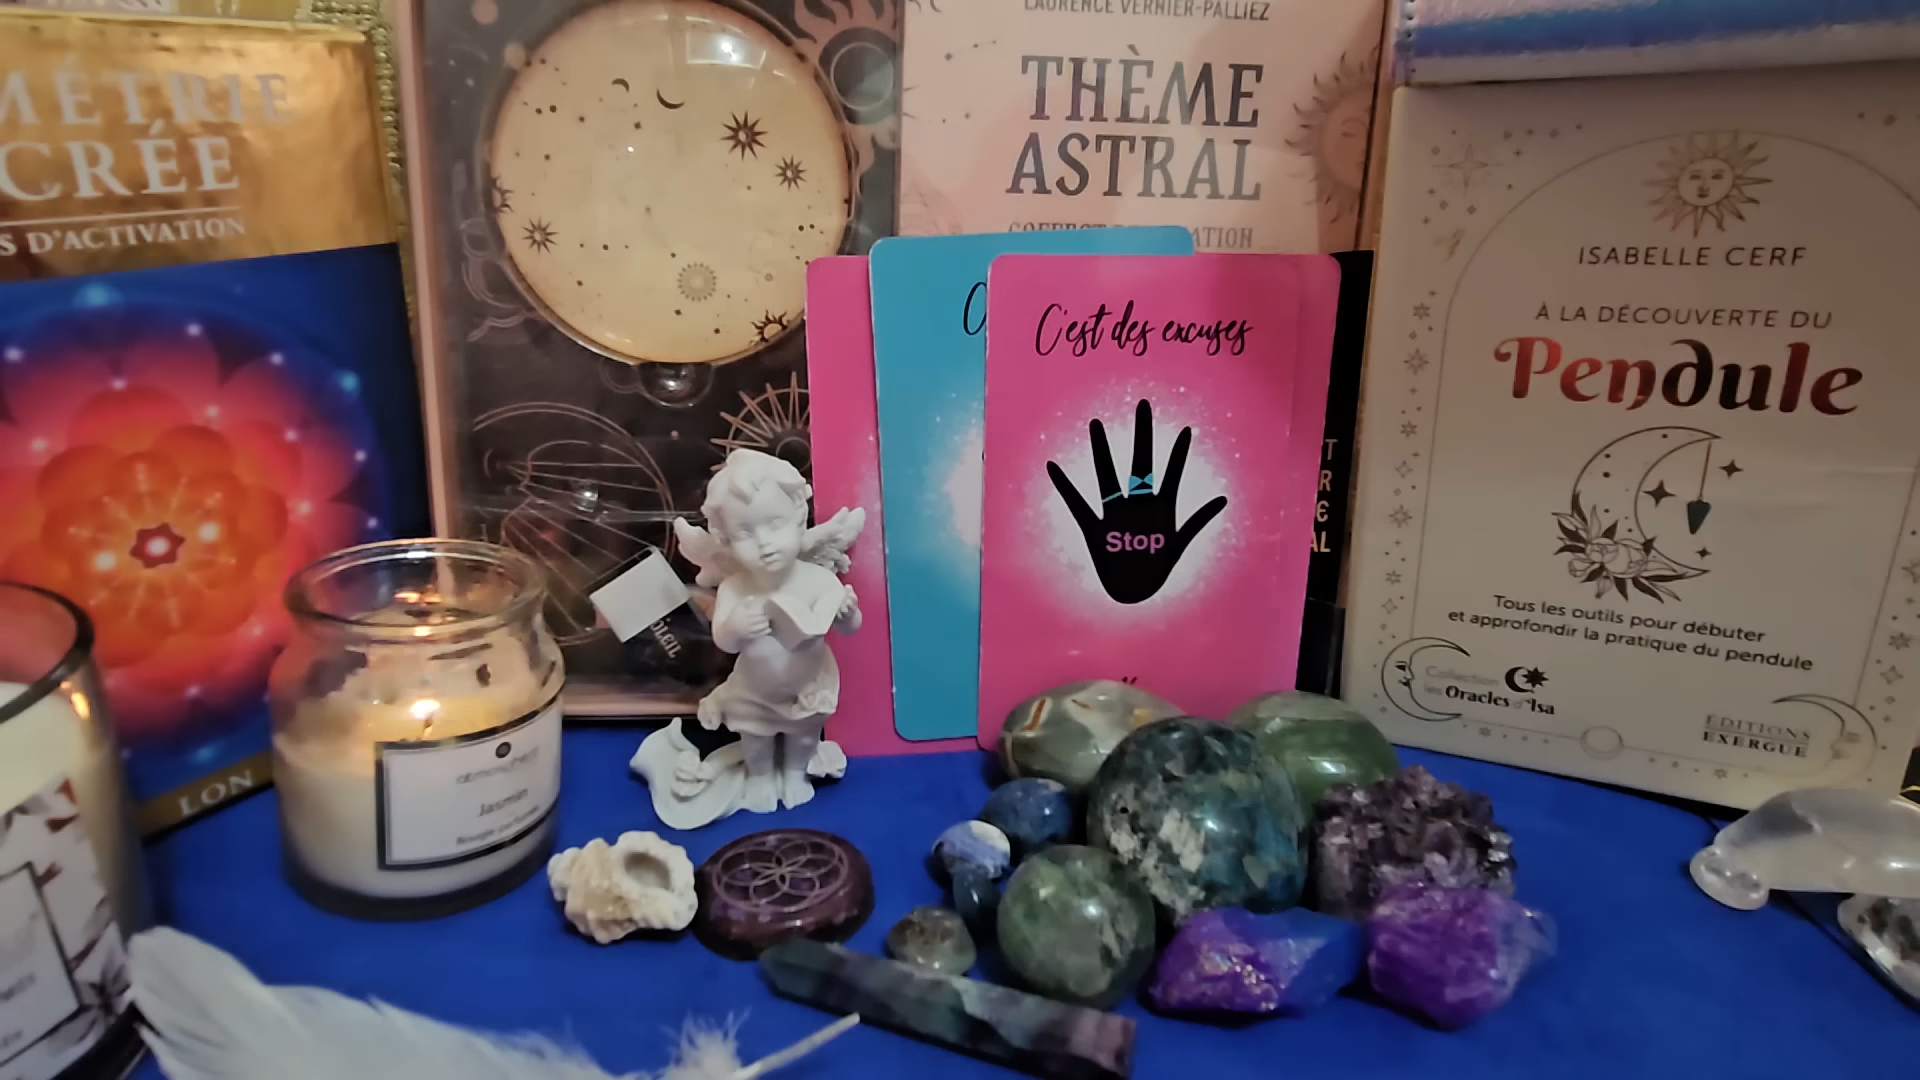 MÉTRIE
CRÉE
S D'ACTIVATION
LON
LAURENCE VERNIER-PALLIEZ
THÈME
ASTRAL
C'est des excuses
Stop
ISABELLE CERF
À LA DÉCOUVERTE DU
Pendule
Tous les outils pour débuter
et approfondir la pratique du pendule
Collection
les Oracles d'Isa
ÉDITIONS
EXERGUE
Jasmin